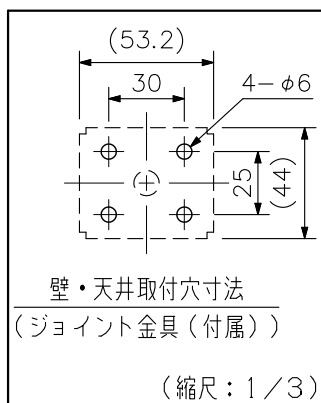 (53.2)
30
4-φ6
25
(44)
壁・天井取付穴寸法
(ジョイント金具(付属))
(縮尺:1/3)